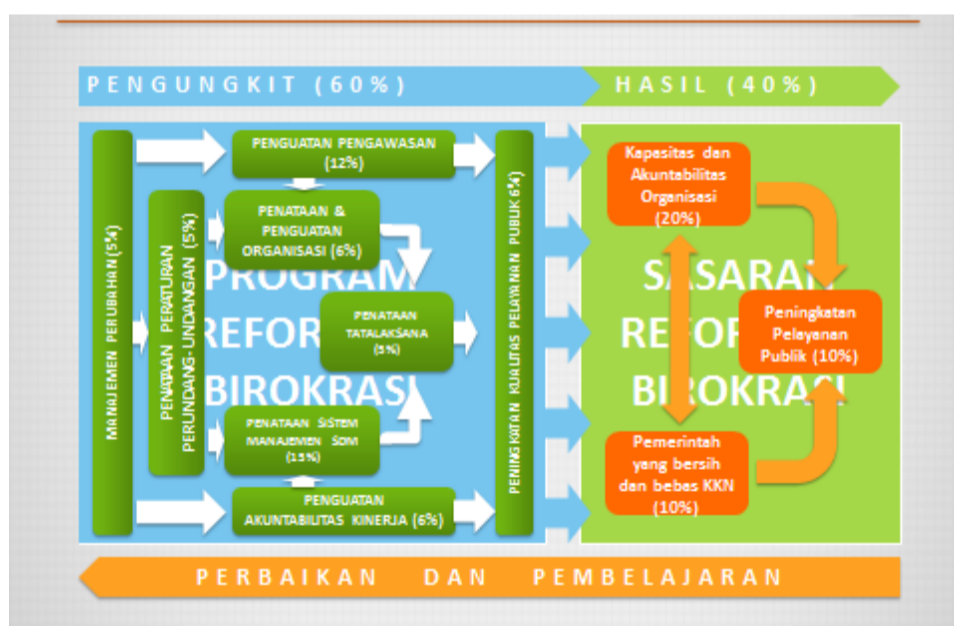 PENGUNGKIT (60%)
HASIL (40%)
MANAJEMEN PERUBAHAN (5%)
PENATAAN PERATURAN
PERUNDANG-UNDANGAN (5%)
PENGUATAN PENGAWASAN
(12%)
PENATAAN &
PENGUATAN
ORGANISASI (6%)
PENATAAN
TATALAKSANA
(5%)
PENATAAN SISTEM
MANAJEMEN SDM
(15%)
PENGUATAN
AKUNTABILITAS KINERJA (6%)
PENINGKATAN KUALITAS PELAYANAN PUBLIK 6%)
PROGRAM
REFOR
BIROKRASI
Kapasitas dan
Akuntabilitas
Organisasi
(20%)
SASARAN
REFOR
BIROKRASI
Peningkatan
Pelayanan
Publik (10%)
Pemerintah
yang bersih
dan bebas KKN
(10%)
PERBAIKAN DAN PEMBELAJARAN